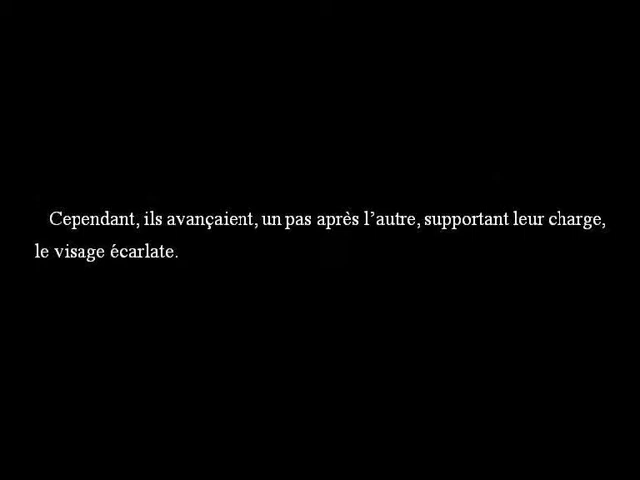 Cependant, ils avançaient, un pas après l’autre, supportant leur charge,
le visage écarlate.